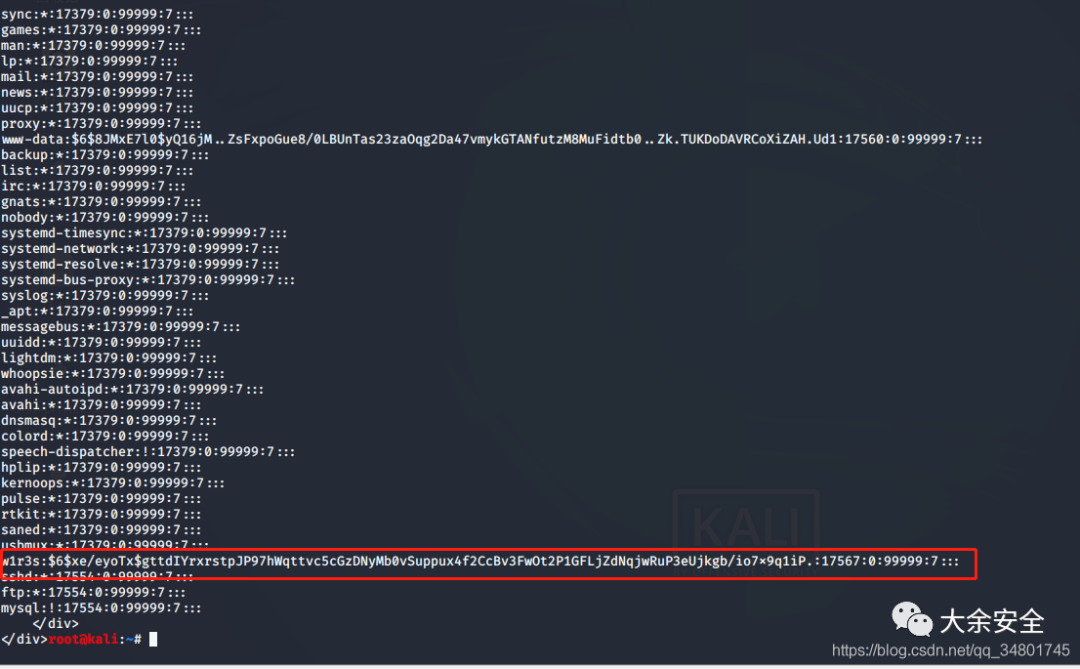 sync:*:17379:0:99999:7:::
games:*:17379:0:99999:7:::
man:*:17379:0:99999:7:::
lp:*:17379:0:99999:7:::
mail:*:17379:0:99999:7:::
news:*:17379:0:99999:7:::
uucp:*:17379:0:99999:7:::
proxy:*:17379:0:99999:7:::
www-data:$6$8JMxE7l0$yQ16jM..ZsFxpoGue8/0LBUnTas23zaOqg2Da47vmykGTANfutzM8MuFidtb0..Zk.TUKDoDAVRCoXiZAH.Ud1:17560:0:99999:7:::
backup:*:17379:0:99999:7:::
list:*:17379:0:99999:7:::
irc:*:17379:0:99999:7:::
gnats:*:17379:0:99999:7:::
nobody:*:17379:0:99999:7:::
systemd-timesync:*:17379:0:99999:7:::
systemd-network:*:17379:0:99999:7:::
systemd-resolve:*:17379:0:99999:7:::
systemd-bus-proxy:*:17379:0:99999:7:::
syslog:*:17379:0:99999:7:::
_apt:*:17379:0:99999:7:::
messagebus:*:17379:0:99999:7:::
uuidd:*:17379:0:99999:7:::
lightdm:*:17379:0:99999:7:::
whoopsie:*:17379:0:99999:7:::
avahi-autoipd:*:17379:0:99999:7:::
avahi:*:17379:0:99999:7:::
dnsmasq:*:17379:0:99999:7:::
colord:*:17379:0:99999:7:::
speech-dispatcher:!:17379:0:99999:7:::
hplip:*:17379:0:99999:7:::
kernoops:*:17379:0:99999:7:::
pulse:*:17379:0:99999:7:::
rtkit:*:17379:0:99999:7:::
saned:*:17379:0:99999:7:::
usbmux:*:17379:0:99999:7:::
w1r3s:$6$xe/eyoTx$gttdIYrxrstpJP97hWqttvc5cGzDNyMb0vSuppux4f2CcBv3FwOt2P1GFLjZdNqjwRuP3eUjkgb/io7×9q1iP.:17567:0:99999:7:::
sshd:*:17554:0:99999:7:::
ftp:*:17554:0:99999:7:::
mysql:!:17554:0:99999:7:::
</div>
</div>root@kali:~#
KALI
大余安全
https://blog.csdn.net/qq_34801745